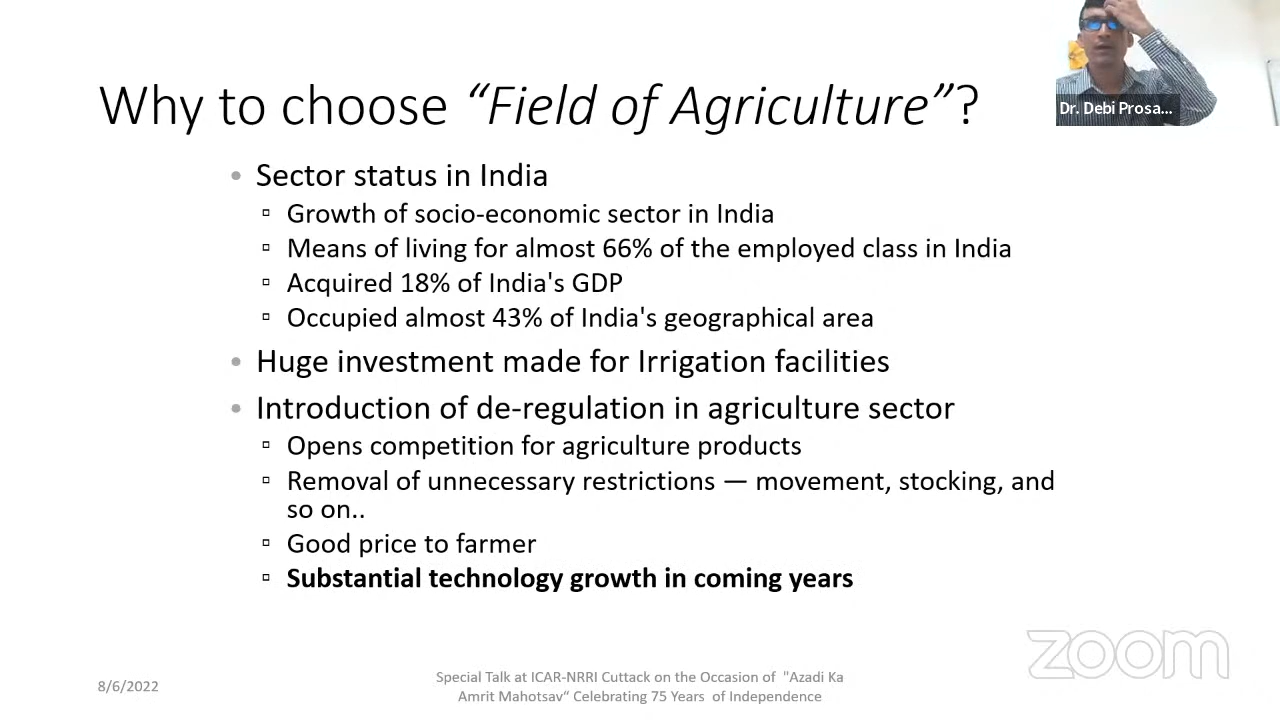 Why to choose “Field of Agriculture”?
Dr. Debi Prosa...
• Sector status in India
▫ Growth of socio-economic sector in India
▫ Means of living for almost 66% of the employed class in India
▫ Acquired 18% of India's GDP
▫ Occupied almost 43% of India's geographical area
• Huge investment made for Irrigation facilities
• Introduction of de-regulation in agriculture sector
▫ Opens competition for agriculture products
▫ Removal of unnecessary restrictions — movement, stocking, and
so on..
▫ Good price to farmer
▫ Substantial technology growth in coming years
zoom
8/6/2022
Special Talk at ICAR-NRRI Cuttack on the Occasion of "Azadi Ka
Amrit Mahotsav“ Celebrating 75 Years of Independence